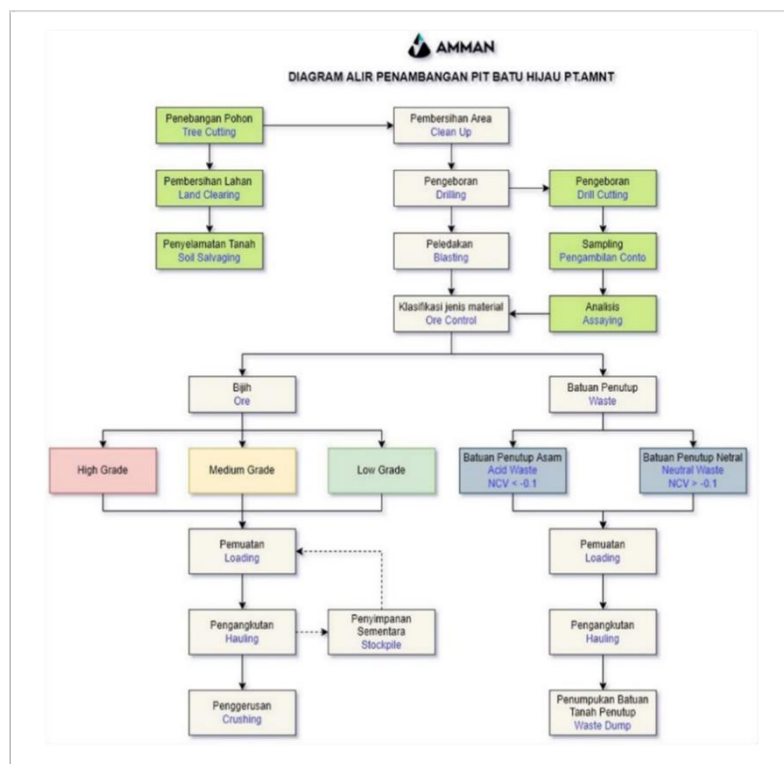 AMMAN
DIAGRAM ALIR PENAMBANGAN PIT BATU HIJAU PT.AMNT
Penebangan Pohon
Tree Cutting
Pembersihan Area
Clean Up
Pembersihan Lahan
Land Clearing
Pengeboran
Drilling
Pengeboran
Drill Cutting
Penyelamatan Tanah
Soil Salvaging
Peledakan
Blasting
Sampling
Pengambilan Conto
Klasifikasi jenis material
Ore Control
Analisis
Assaying
Bijih
Ore
Batuan Penutup
Waste
High Grade
Medium Grade
Low Grade
Batuan Penutup Asam
Acid Waste
NCV < -0.1
Batuan Penutup Netral
Neutral Waste
NCV > -0.1
Pemuatan
Loading
Pemuatan
Loading
Pengangkutan
Hauling
Penyimpanan
Sementara
Stockpile
Pengangkutan
Hauling
Penggerusan
Crushing
Penumpukan Batuan
Tanah Penutup
Waste Dump